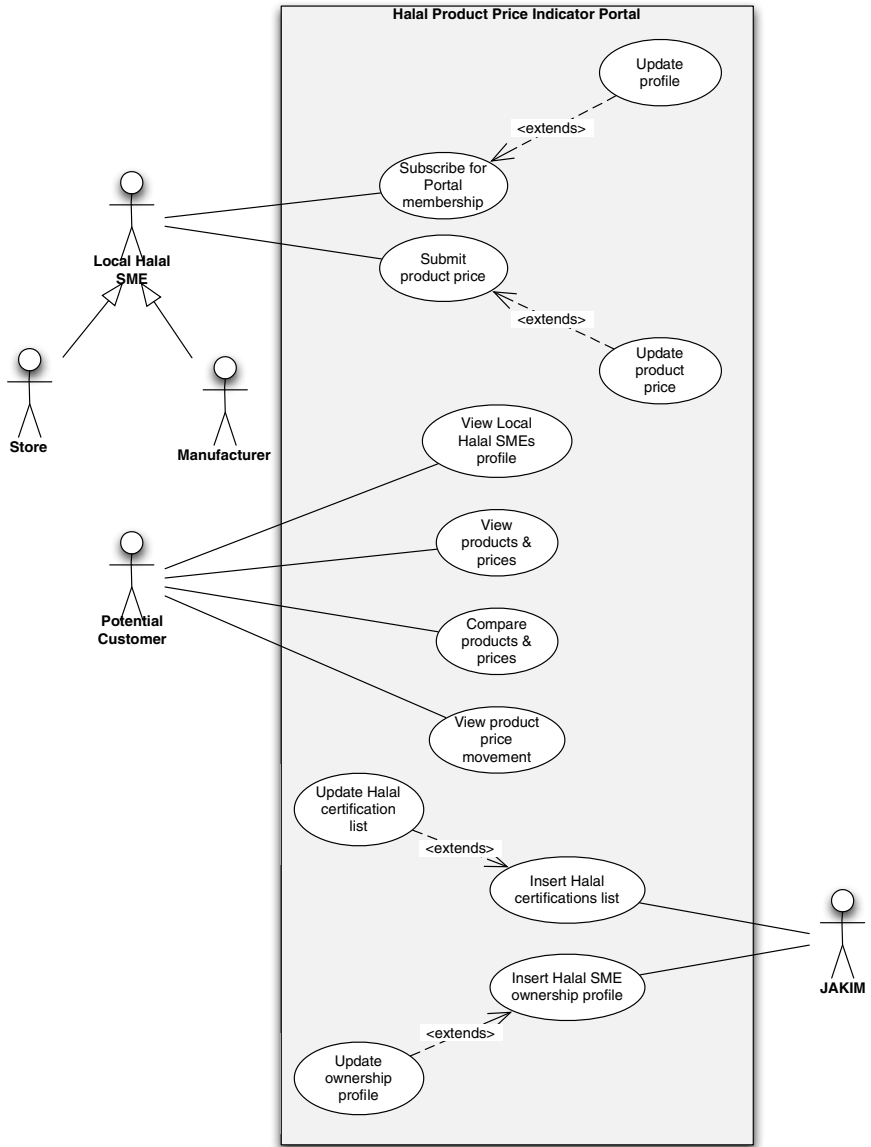 Halal Product Price Indicator Portal
Update
profile
<extends>
Subscribe for
Portal
membership
Local Halal
SME
Submit
product price
<extends>
Update
product
price
Store
Manufacturer
View Local
Halal SMEs
profile
View
products &
prices
Potential
Customer
Compare
products &
prices
View product
price
movement
Update Halal
certification
list
<extends>
Insert Halal
certifications list
JAKIM
Insert Halal SME
ownership profile
<extends>
Update
ownership
profile